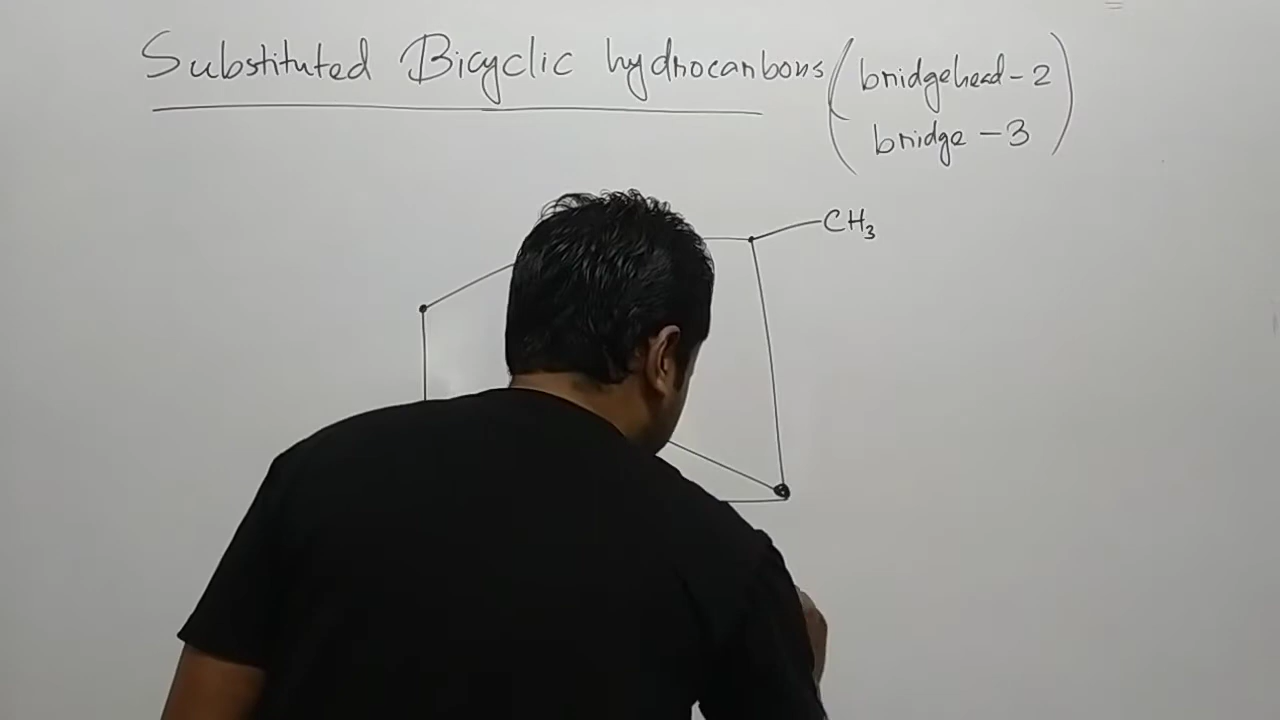 Substituted Bicyclic hydrocarbons (bridgehead - 2
bridge - 3)
CH3